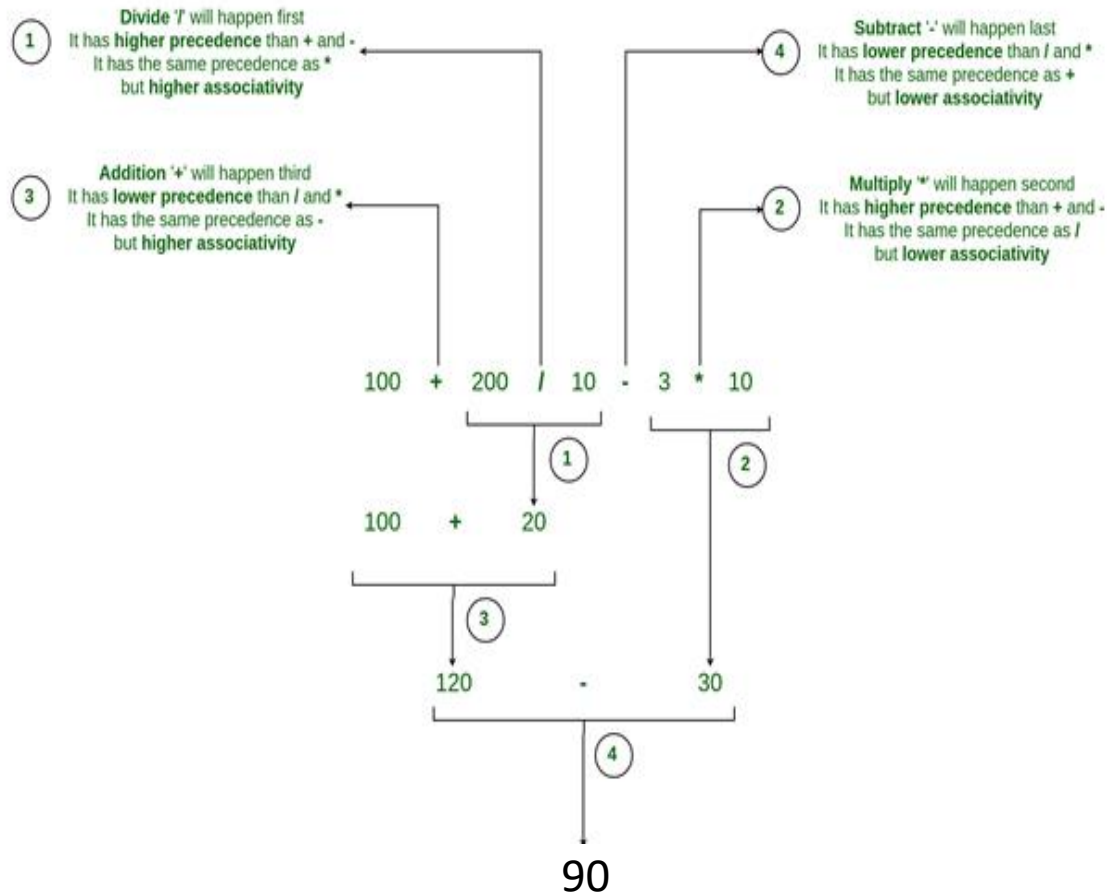 1
Divide '/' will happen first
It has higher precedence than + and -
It has the same precedence as *
but higher associativity
4
Subtract '-' will happen last
It has lower precedence than / and *
It has the same precedence as +
but lower associativity
3
Addition '+' will happen third
It has lower precedence than / and *
It has the same precedence as -
but higher associativity
2
Multiply '*' will happen second
It has higher precedence than + and -
It has the same precedence as /
but lower associativity
100 + 200 / 10 - 3 * 10
1
2
100 + 20
3
120 - 30
4
90